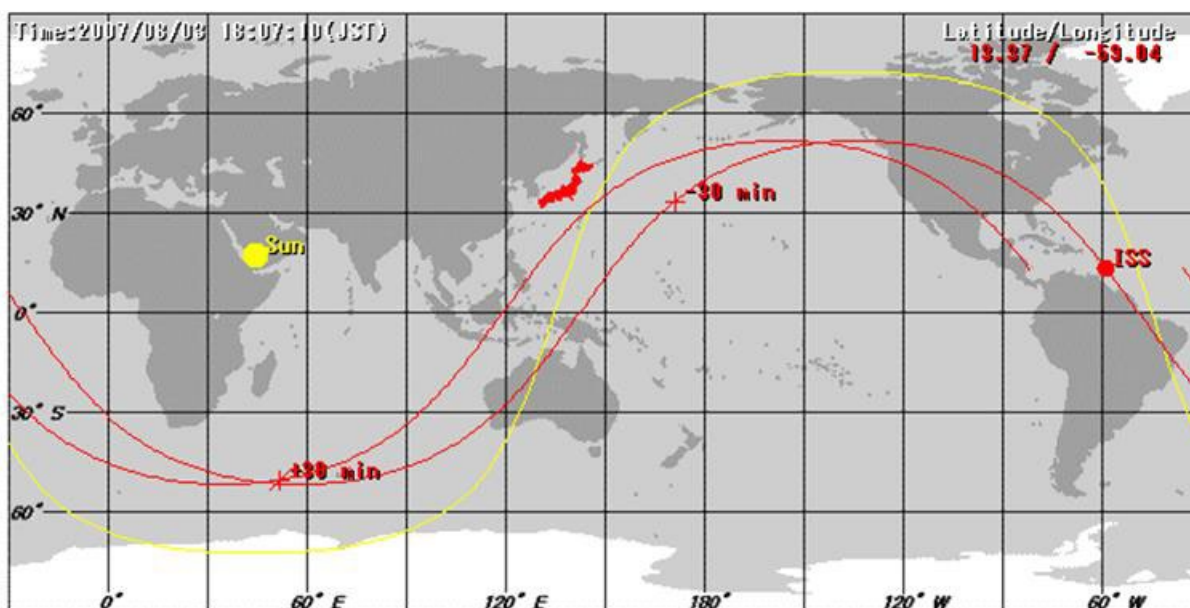 Time:2007/08/03 18:07:10(JST)
Latitude/Longitude
13.37 / -59.04
60°
-30 min
30° N
Sun
ISS
0°
30° S
+30 min
60°
0° 60° E 120° E 180° 120° W 60° W